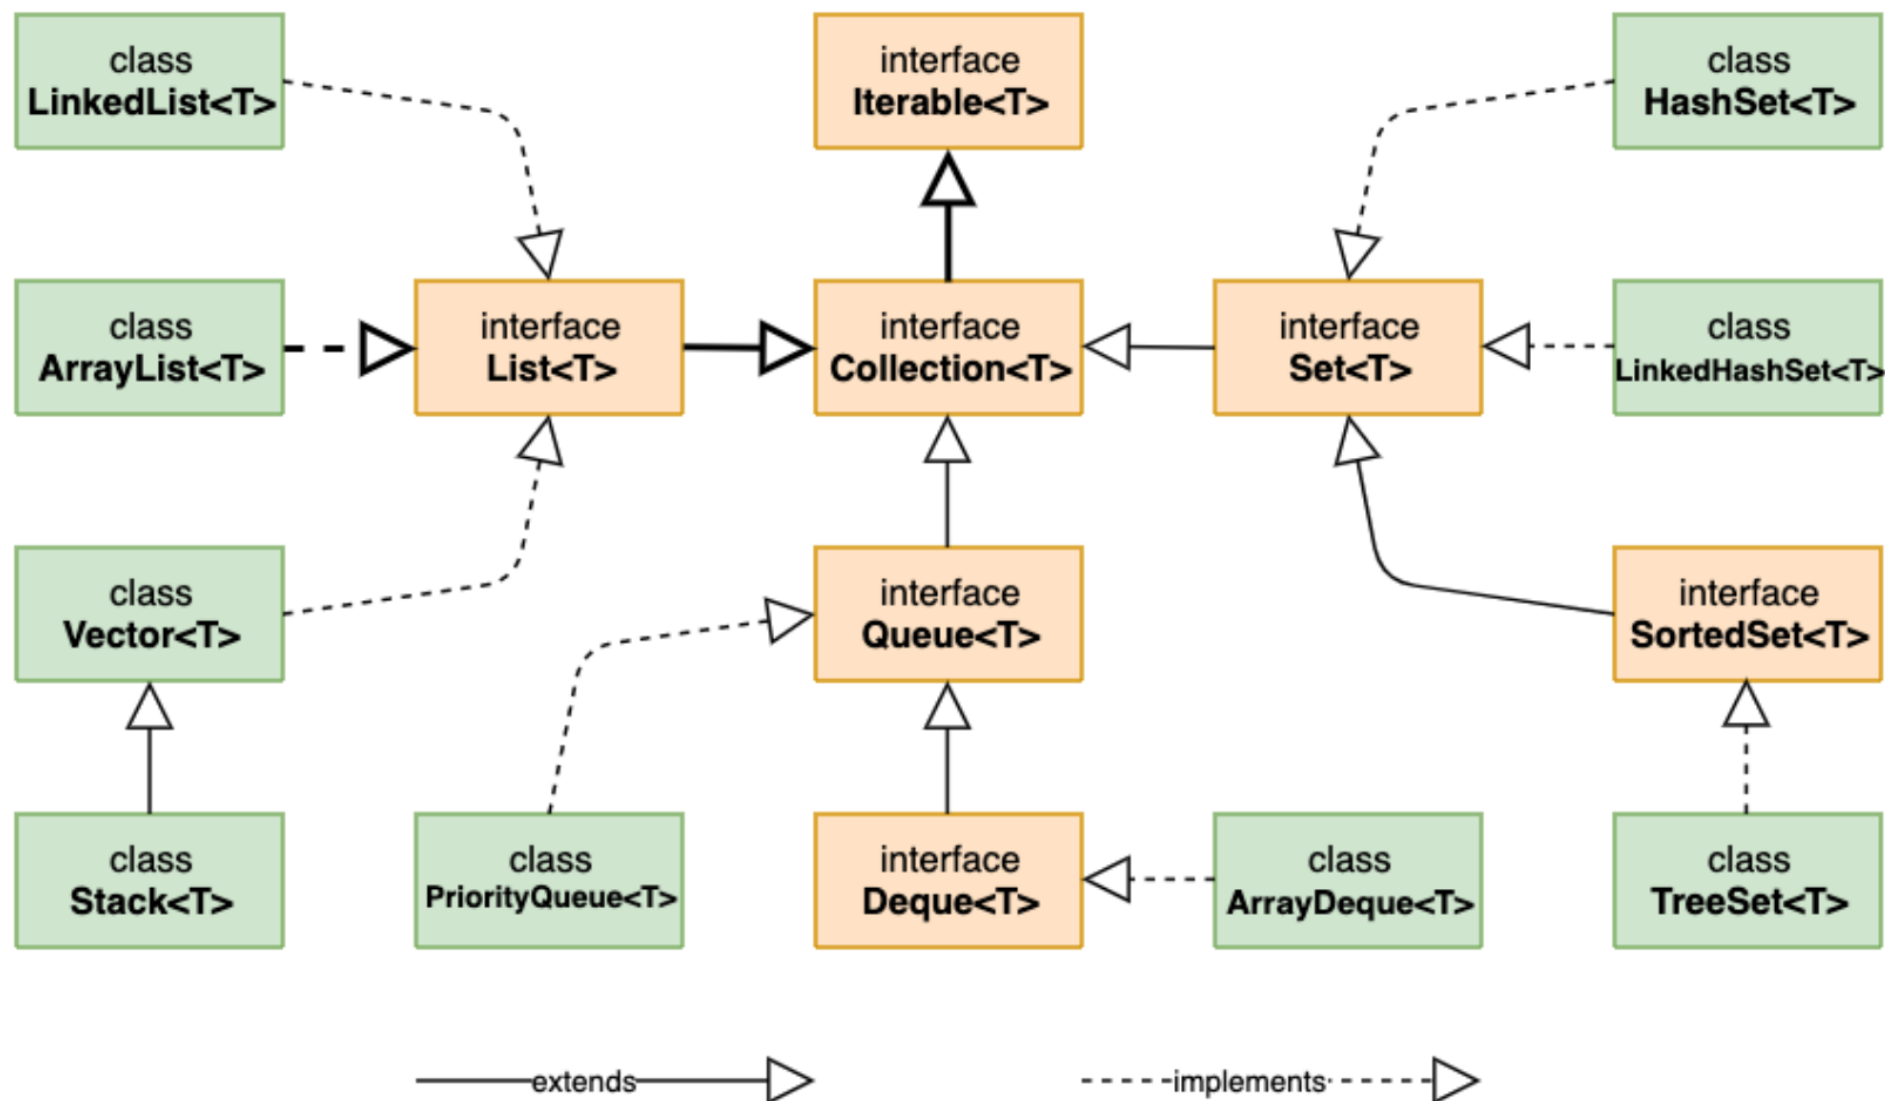 class
LinkedList<T>
interface
Iterable<T>
class
HashSet<T>
class
ArrayList<T>
interface
List<T>
interface
Collection<T>
interface
Set<T>
class
LinkedHashSet<T>
class
Vector<T>
interface
Queue<T>
interface
SortedSet<T>
class
Stack<T>
class
PriorityQueue<T>
interface
Deque<T>
class
ArrayDeque<T>
class
TreeSet<T>
extends
implements